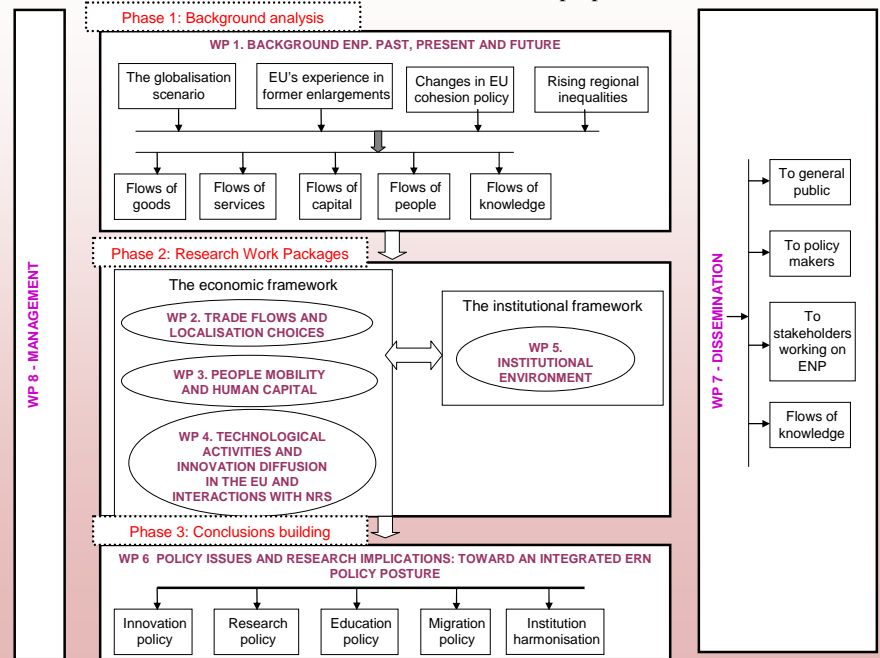 Phase 1: Background analysis
WP 1. BACKGROUND ENP. PAST, PRESENT AND FUTURE
The globalisation
scenario
EU's experience in
former enlargements
Changes in EU
cohesion policy
Rising regional
inequalities
Flows of
goods
Flows of
services
Flows of
capital
Flows of
people
Flows of
knowledge
Phase 2: Research Work Packages
The economic framework
WP 2. TRADE FLOWS AND
LOCALISATION CHOICES
WP 3. PEOPLE MOBILITY
AND HUMAN CAPITAL
WP 4. TECHNOLOGICAL
ACTIVITIES AND
INNOVATION DIFFUSION
IN THE EU AND
INTERACTIONS WITH NRS
The institutional framework
WP 5.
INSTITUTIONAL
ENVIRONMENT
Phase 3: Conclusions building
WP 6 POLICY ISSUES AND RESEARCH IMPLICATIONS: TOWARD AN INTEGRATED ERN
POLICY POSTURE
Innovation
policy
Research
policy
Education
policy
Migration
policy
Institution
harmonisation
WP 8 - MANAGEMENT
WP 7 - DISSEMINATION
To general
public
To policy
makers
To
stakeholders
working on
ENP
Flows of
knowledge